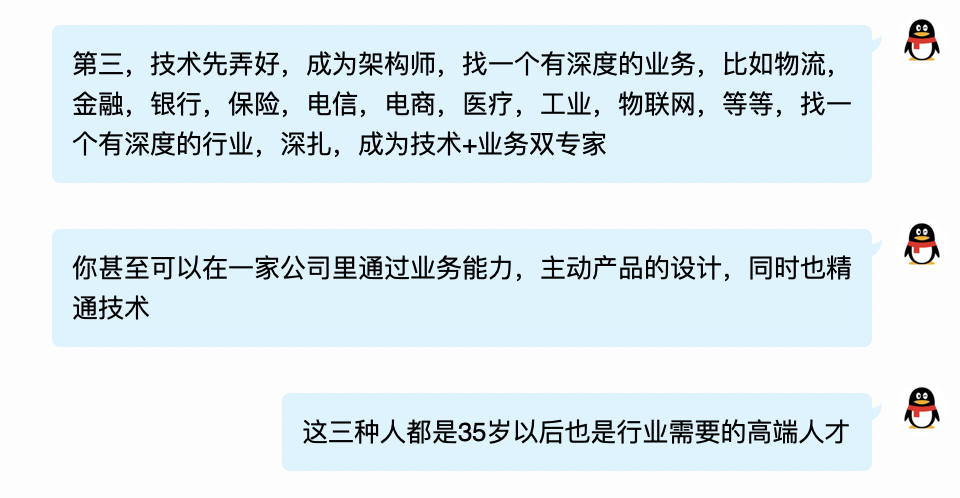 第三，技术先弄好，成为架构师，找一个有深度的业务，比如物流，
金融，银行，保险，电信，电商，医疗，工业，物联网，等等，找一
个有深度的行业，深扎，成为技术+业务双专家
你甚至可以在一家公司里通过业务能力，主动产品的设计，同时也精
通技术
这三种人都是35岁以后也是行业需要的高端人才